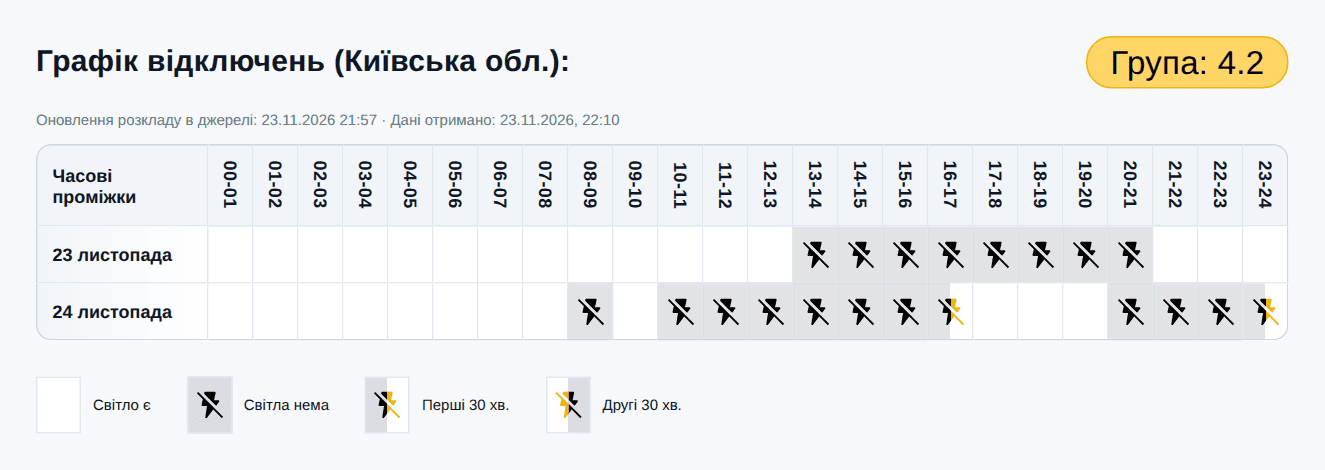 Графік відключень (Київська обл.):
Група: 4.2
Оновлення розкладу в джерелі: 23.11.2026 21:57 · Дані отримано: 23.11.2026, 22:10
Часові
проміжки
00-01
01-02
02-03
03-04
04-05
05-06
06-07
07-08
08-09
09-10
10-11
11-12
12-13
13-14
14-15
15-16
16-17
17-18
18-19
19-20
20-21
21-22
22-23
23-24
23 листопада
24 листопада
Світло є
Світла нема
Перші 30 хв.
Другі 30 хв.